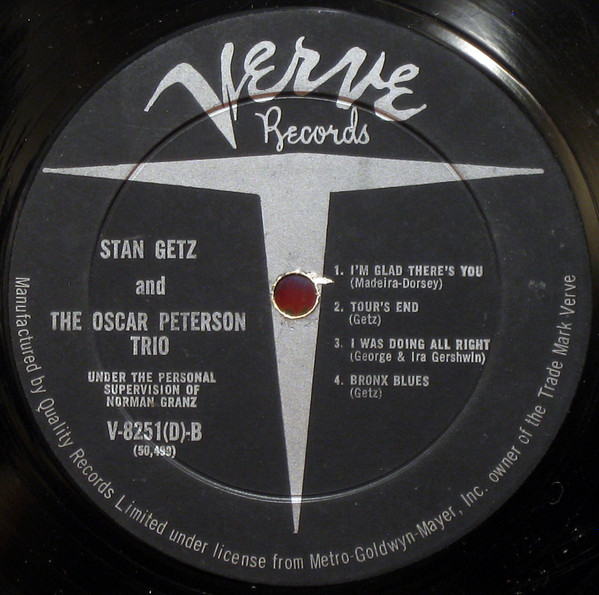 Verve
Records
STAN GETZ
and
THE OSCAR PETERSON
TRIO
UNDER THE PERSONAL
SUPERVISION OF
NORMAN GRANZ
V-8251(D)-B
(50,499)
1. I'M GLAD THERE'S YOU
(Madeira-Dorsey)
2. TOUR'S END
(Getz)
3. I WAS DOING ALL RIGHT
(George & Ira Gershwin)
4. BRONX BLUES
(Getz)
Manufactured by Quality Records Limited under license from Metro-Goldwyn-Mayer, Inc. owner of the Trade Mark Verve